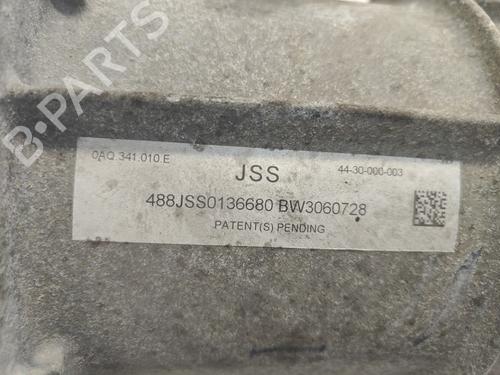 B-PARTS
0AQ 341.010 E
JSS
44-30-000-003
488JSS0136680 BW3060728
PATENT(S) PENDING